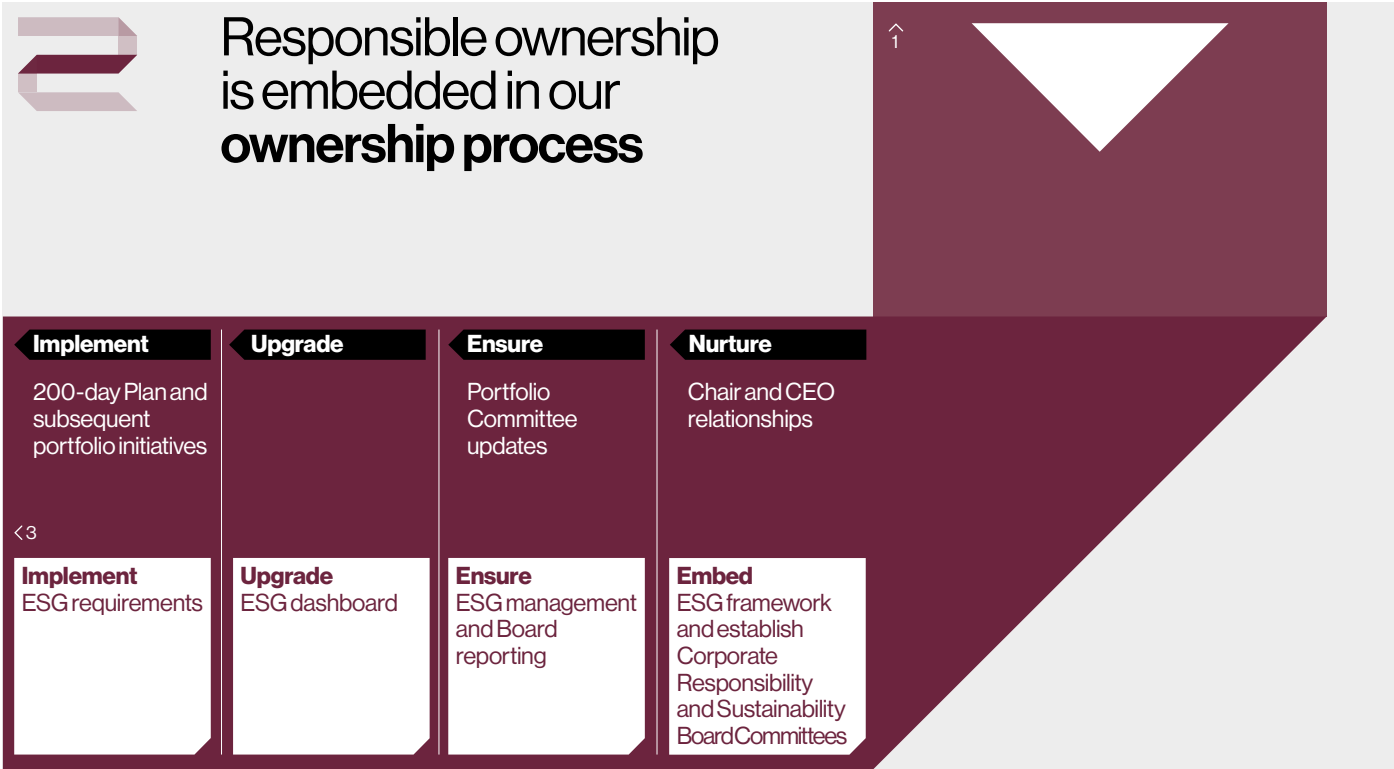 Responsible ownership
is embedded in our
ownership process
^1
Implement
200-day Plan and
subsequent
portfolio initiatives
Upgrade
Ensure
Portfolio
Committee
updates
Nurture
Chair and CEO
relationships
<3
Implement
ESG requirements
Upgrade
ESG dashboard
Ensure
ESG management
and Board
reporting
Embed
ESG framework
and establish
Corporate
Responsibility
and Sustainability
Board Committees